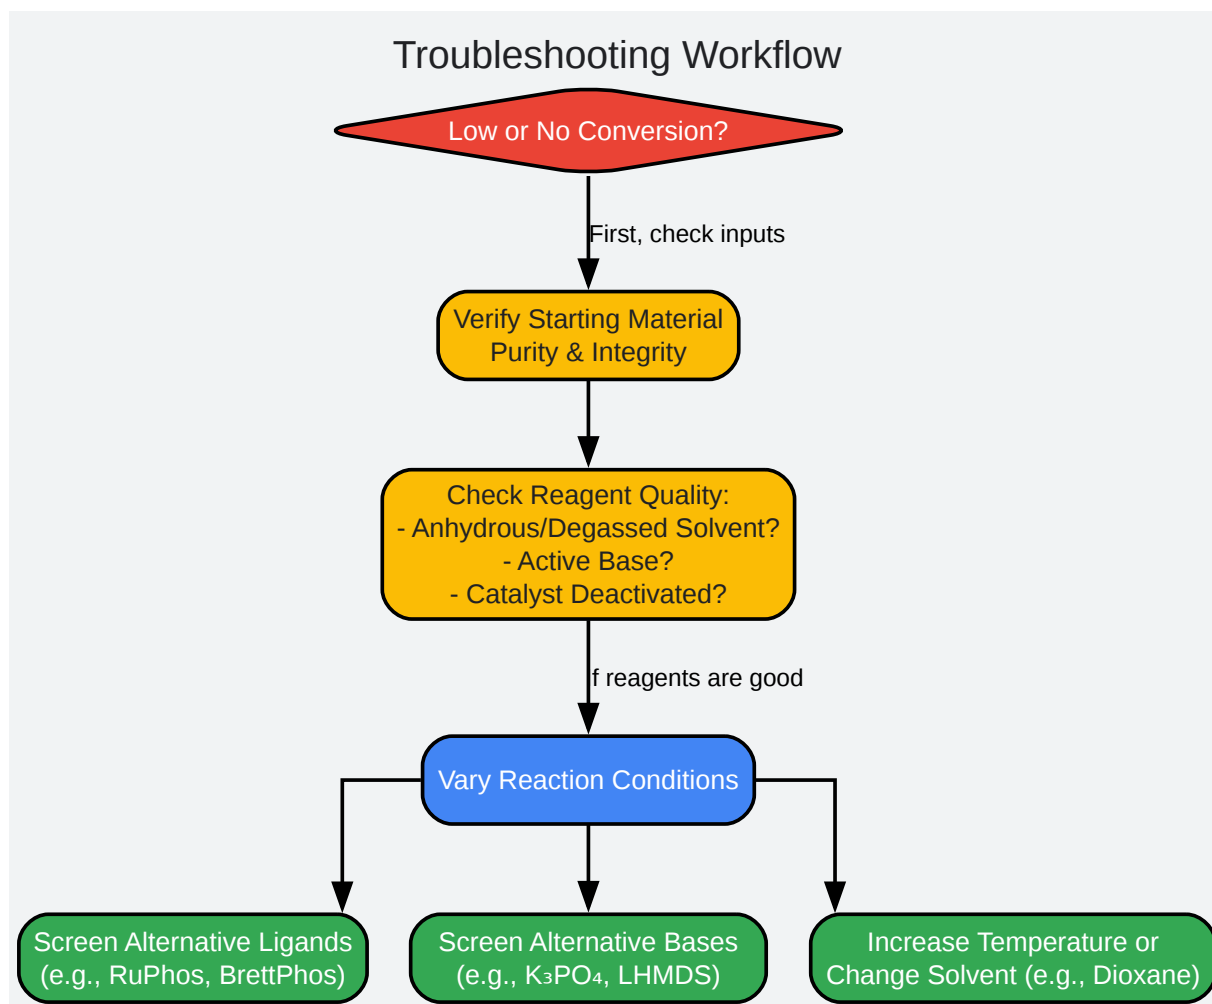 Troubleshooting Workflow
Low or No Conversion?
First, check inputs
Verify Starting Material
Purity & Integrity
Check Reagent Quality:
- Anhydrous/Degassed Solvent?
- Active Base?
- Catalyst Deactivated?
f reagents are good
Vary Reaction Conditions
Screen Alternative Ligands
(e.g., RuPhos, BrettPhos)
Screen Alternative Bases
(e.g., K₃PO₄, LHMDS)
Increase Temperature or
Change Solvent (e.g., Dioxane)